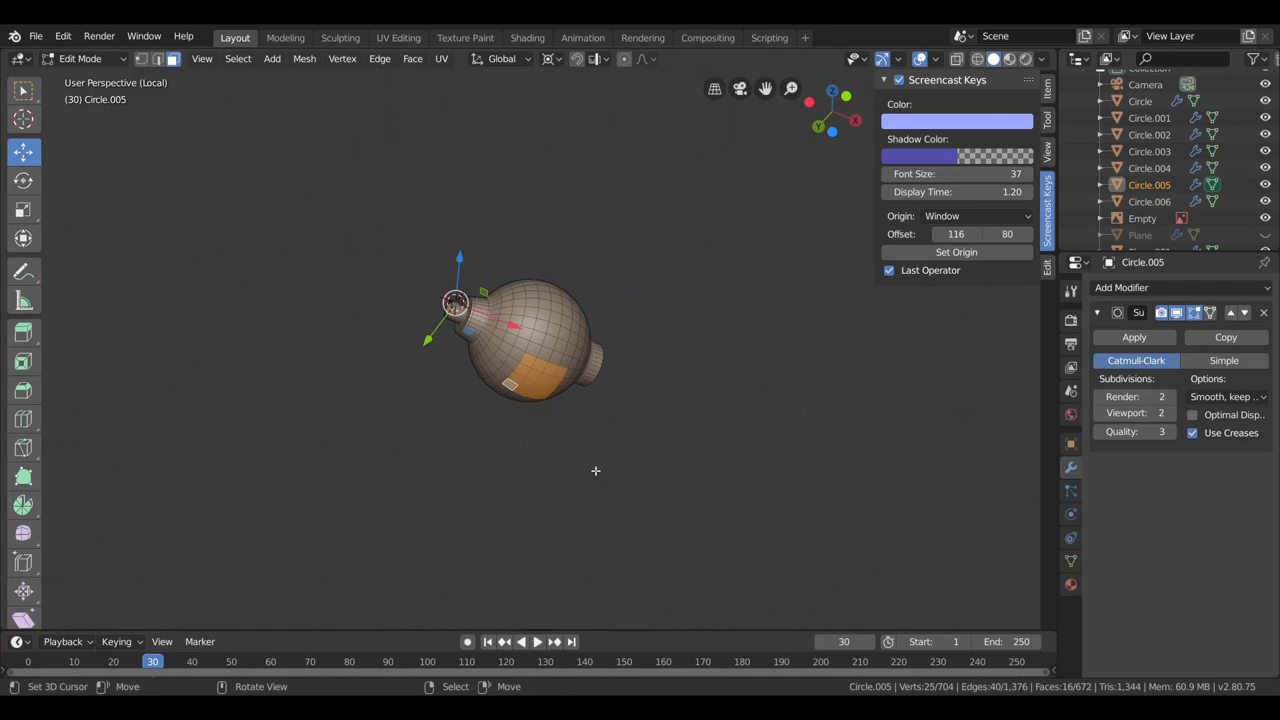 File Edit Render Window Help Layout Modeling Sculpting UV Editing Texture Paint Shading Animation Rendering Compositing Scripting + Scene View Layer
Edit Mode View Select Add Mesh Vertex Edge Face UV Global
User Perspective (Local)
(30) Circle.005
X
Y
Z
Screencast Keys
Color:
Shadow Color:
Font Size: 37
Display Time: 1.20
Origin: Window
Offset: 116 80
Set Origin
Last Operator
Item
Tool
View
Screencast Keys
Edit
Camera
Circle
Circle.001
Circle.002
Circle.003
Circle.004
Circle.005
Circle.006
Empty
Plane
Circle.005
Add Modifier
Su
Apply Copy
Catmull-Clark Simple
Subdivisions: Options:
Render: 2 Smooth, keep ..
Viewport: 2 Optimal Disp..
Quality: 3 Use Creases
Playback Keying View Marker 30 Start: 1 End: 250
0 10 20 30 40 50 60 70 80 90 100 110 120 130 140 150 160 170 180 190 200 210 220 230 240 250
Set 3D Cursor Move Rotate View Select Move Circle.005 | Verts:25/704 | Edges:40/1,376 | Faces:16/672 | Tris:1,344 | Mem: 60.9 MB | v2.80.75